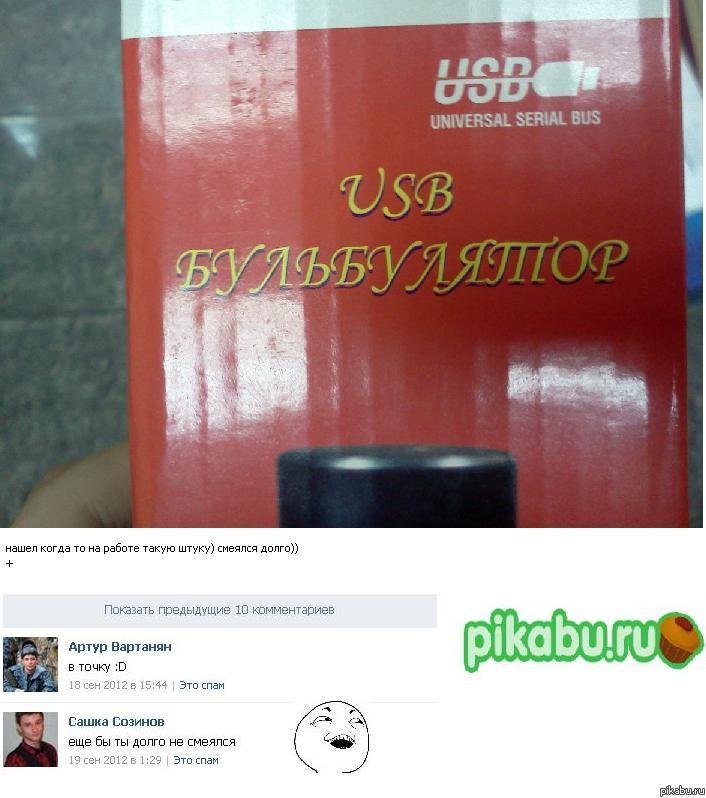 USB
UNIVERSAL SERIAL BUS
USB
БУЛЬБУЛЯТОР
нашел когда то на работе такую штуку) смеялся долго))
+
Показать предыдущие 10 комментариев
pikabu.ru
Артур Вартанян
в точку :D
18 сен 2012 в 15:44 | Это спам
Сашка Созинов
еще бы ты долго не смеялся
19 сен 2012 в 1:29 | Это спам
pikabu.ru